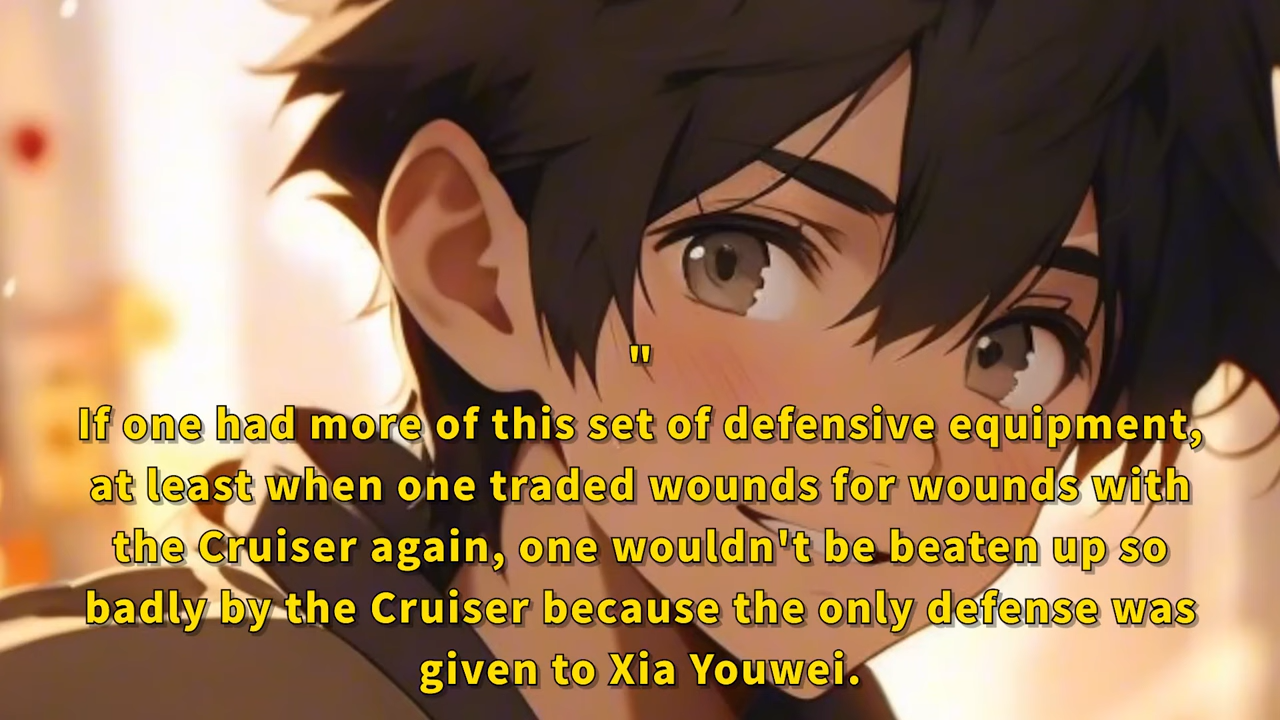 "
If one had more of this set of defensive equipment,
at least when one traded wounds for wounds with
the Cruiser again, one wouldn't be beaten up so
badly by the Cruiser because the only defense was
given to Xia Youwei.